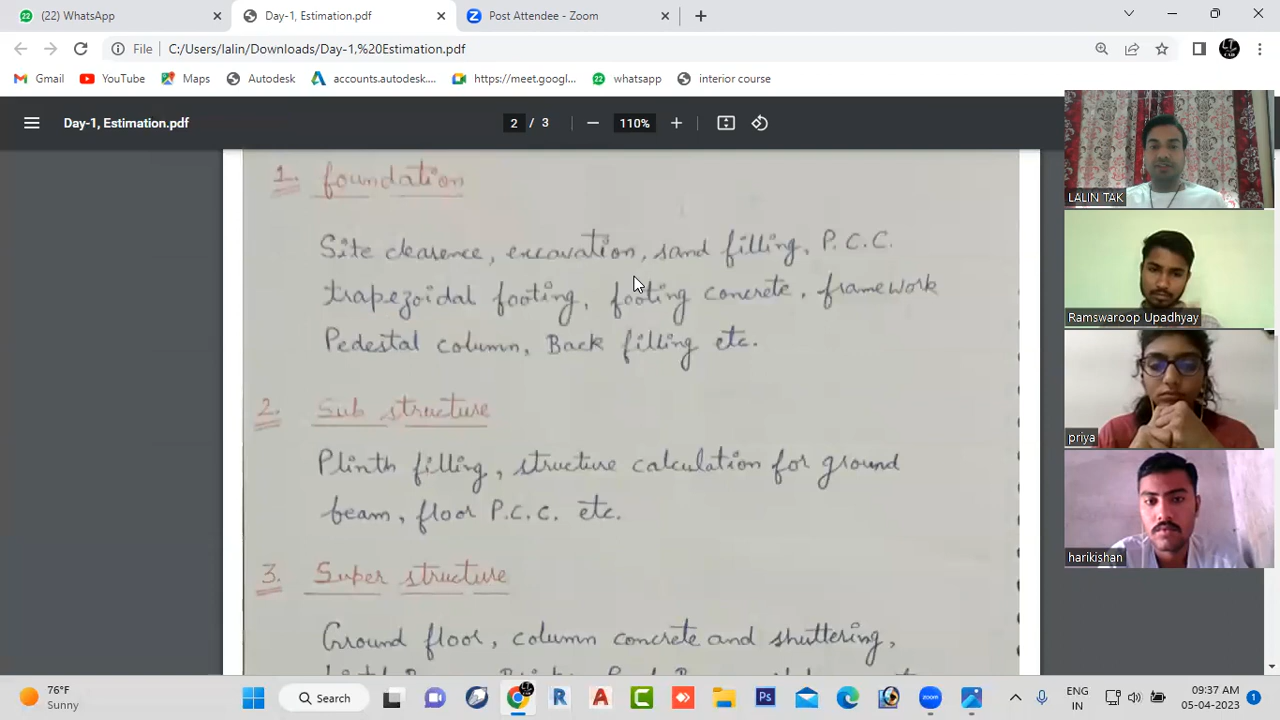 (22) WhatsApp
Day-1, Estimation.pdf
Post Attendee - Zoom
File
C:/Users/lalin/Downloads/Day-1,%20Estimation.pdf
Gmail
YouTube
Maps
Autodesk
accounts.autodesk....
https://meet.googl...
22
whatsapp
interior course
Day-1, Estimation.pdf
2 / 3
110%
1. foundation
Site clearence, excavation, sand filling, P.C.C.
trapezoidal footing, footing concrete, framework
Pedestal column, Back filling etc.
2. Sub structure
Plinth filling, structure calculation for ground
beam, floor P.C.C. etc.
3. Super structure
Ground floor, column concrete and shuttering,
LALIN TAK
Ramswaroop Upadhyay
priya
harikishan
76°F
Sunny
Search
ENG
IN
09:37 AM
05-04-2023